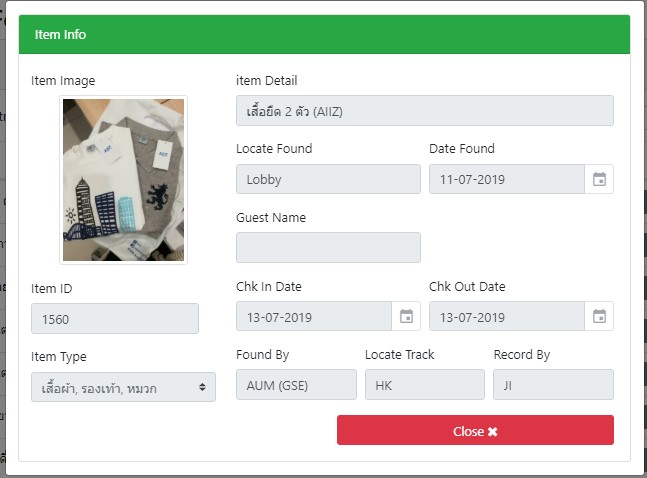 Item Info
Item Image
item Detail
เสื้อยืด 2 ตัว (AIIZ)
Locate Found
Date Found
Lobby
11-07-2019
Guest Name
Item ID
Chk In Date
Chk Out Date
1560
13-07-2019
13-07-2019
Item Type
Found By
Locate Track
Record By
เสื้อผ้า, รองเท้า, หมวก
AUM (GSE)
HK
JI
Close ✖